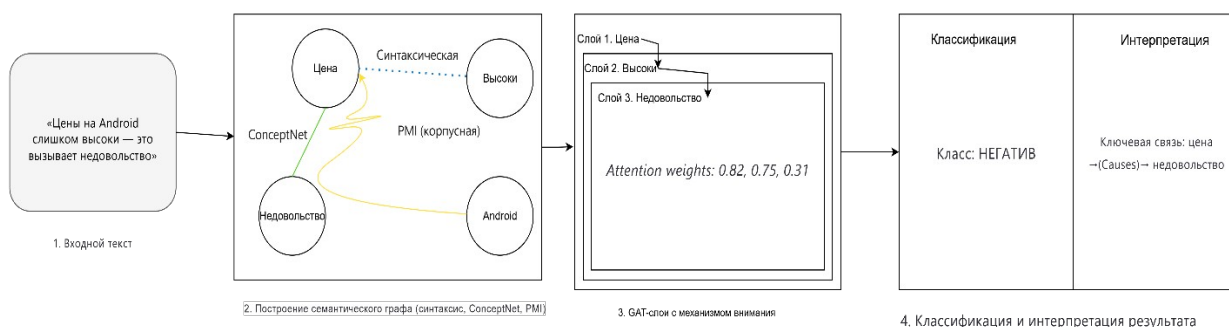 «Цены на Android
слишком высоки — это
вызывает недовольство»
1. Входной текст
Цена
Синтаксическая
Высоки
ConceptNet
PMI (корпусная)
Недовольство
Android
2. Построение семантического графа (синтаксис, ConceptNet, PMI)
Слой 1. Цена
Слой 2. Высоки
Слой 3. Недовольство
Attention weights: 0.82, 0.75, 0.31
3. GAT-слои с механизмом внимания
Классификация
Класс: НЕГАТИВ
Интерпретация
Ключевая связь: цена
→(Causes)→ недовольство
4. Классификация и интерпретация результата